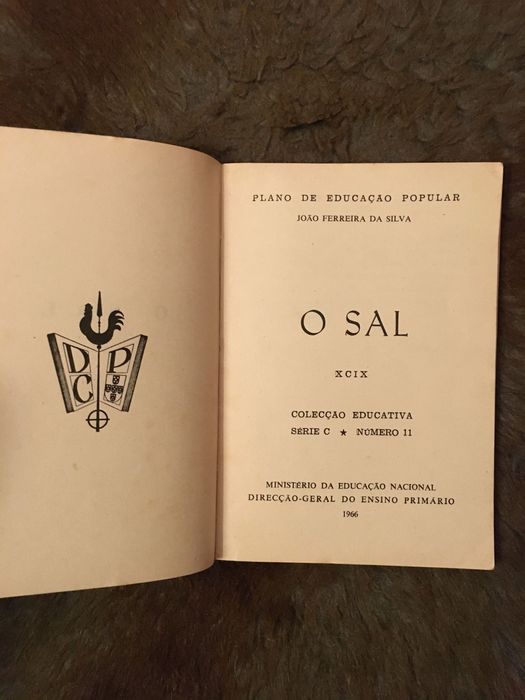 D P
C
PLANO DE EDUCAÇÃO POPULAR
JOÃO FERREIRA DA SILVA
O SAL
XCIX
COLECÇÃO EDUCATIVA
SÉRIE C ★ NÚMERO 11
MINISTÉRIO DA EDUCAÇÃO NACIONAL
DIRECÇÃO-GERAL DO ENSINO PRIMÁRIO
1966